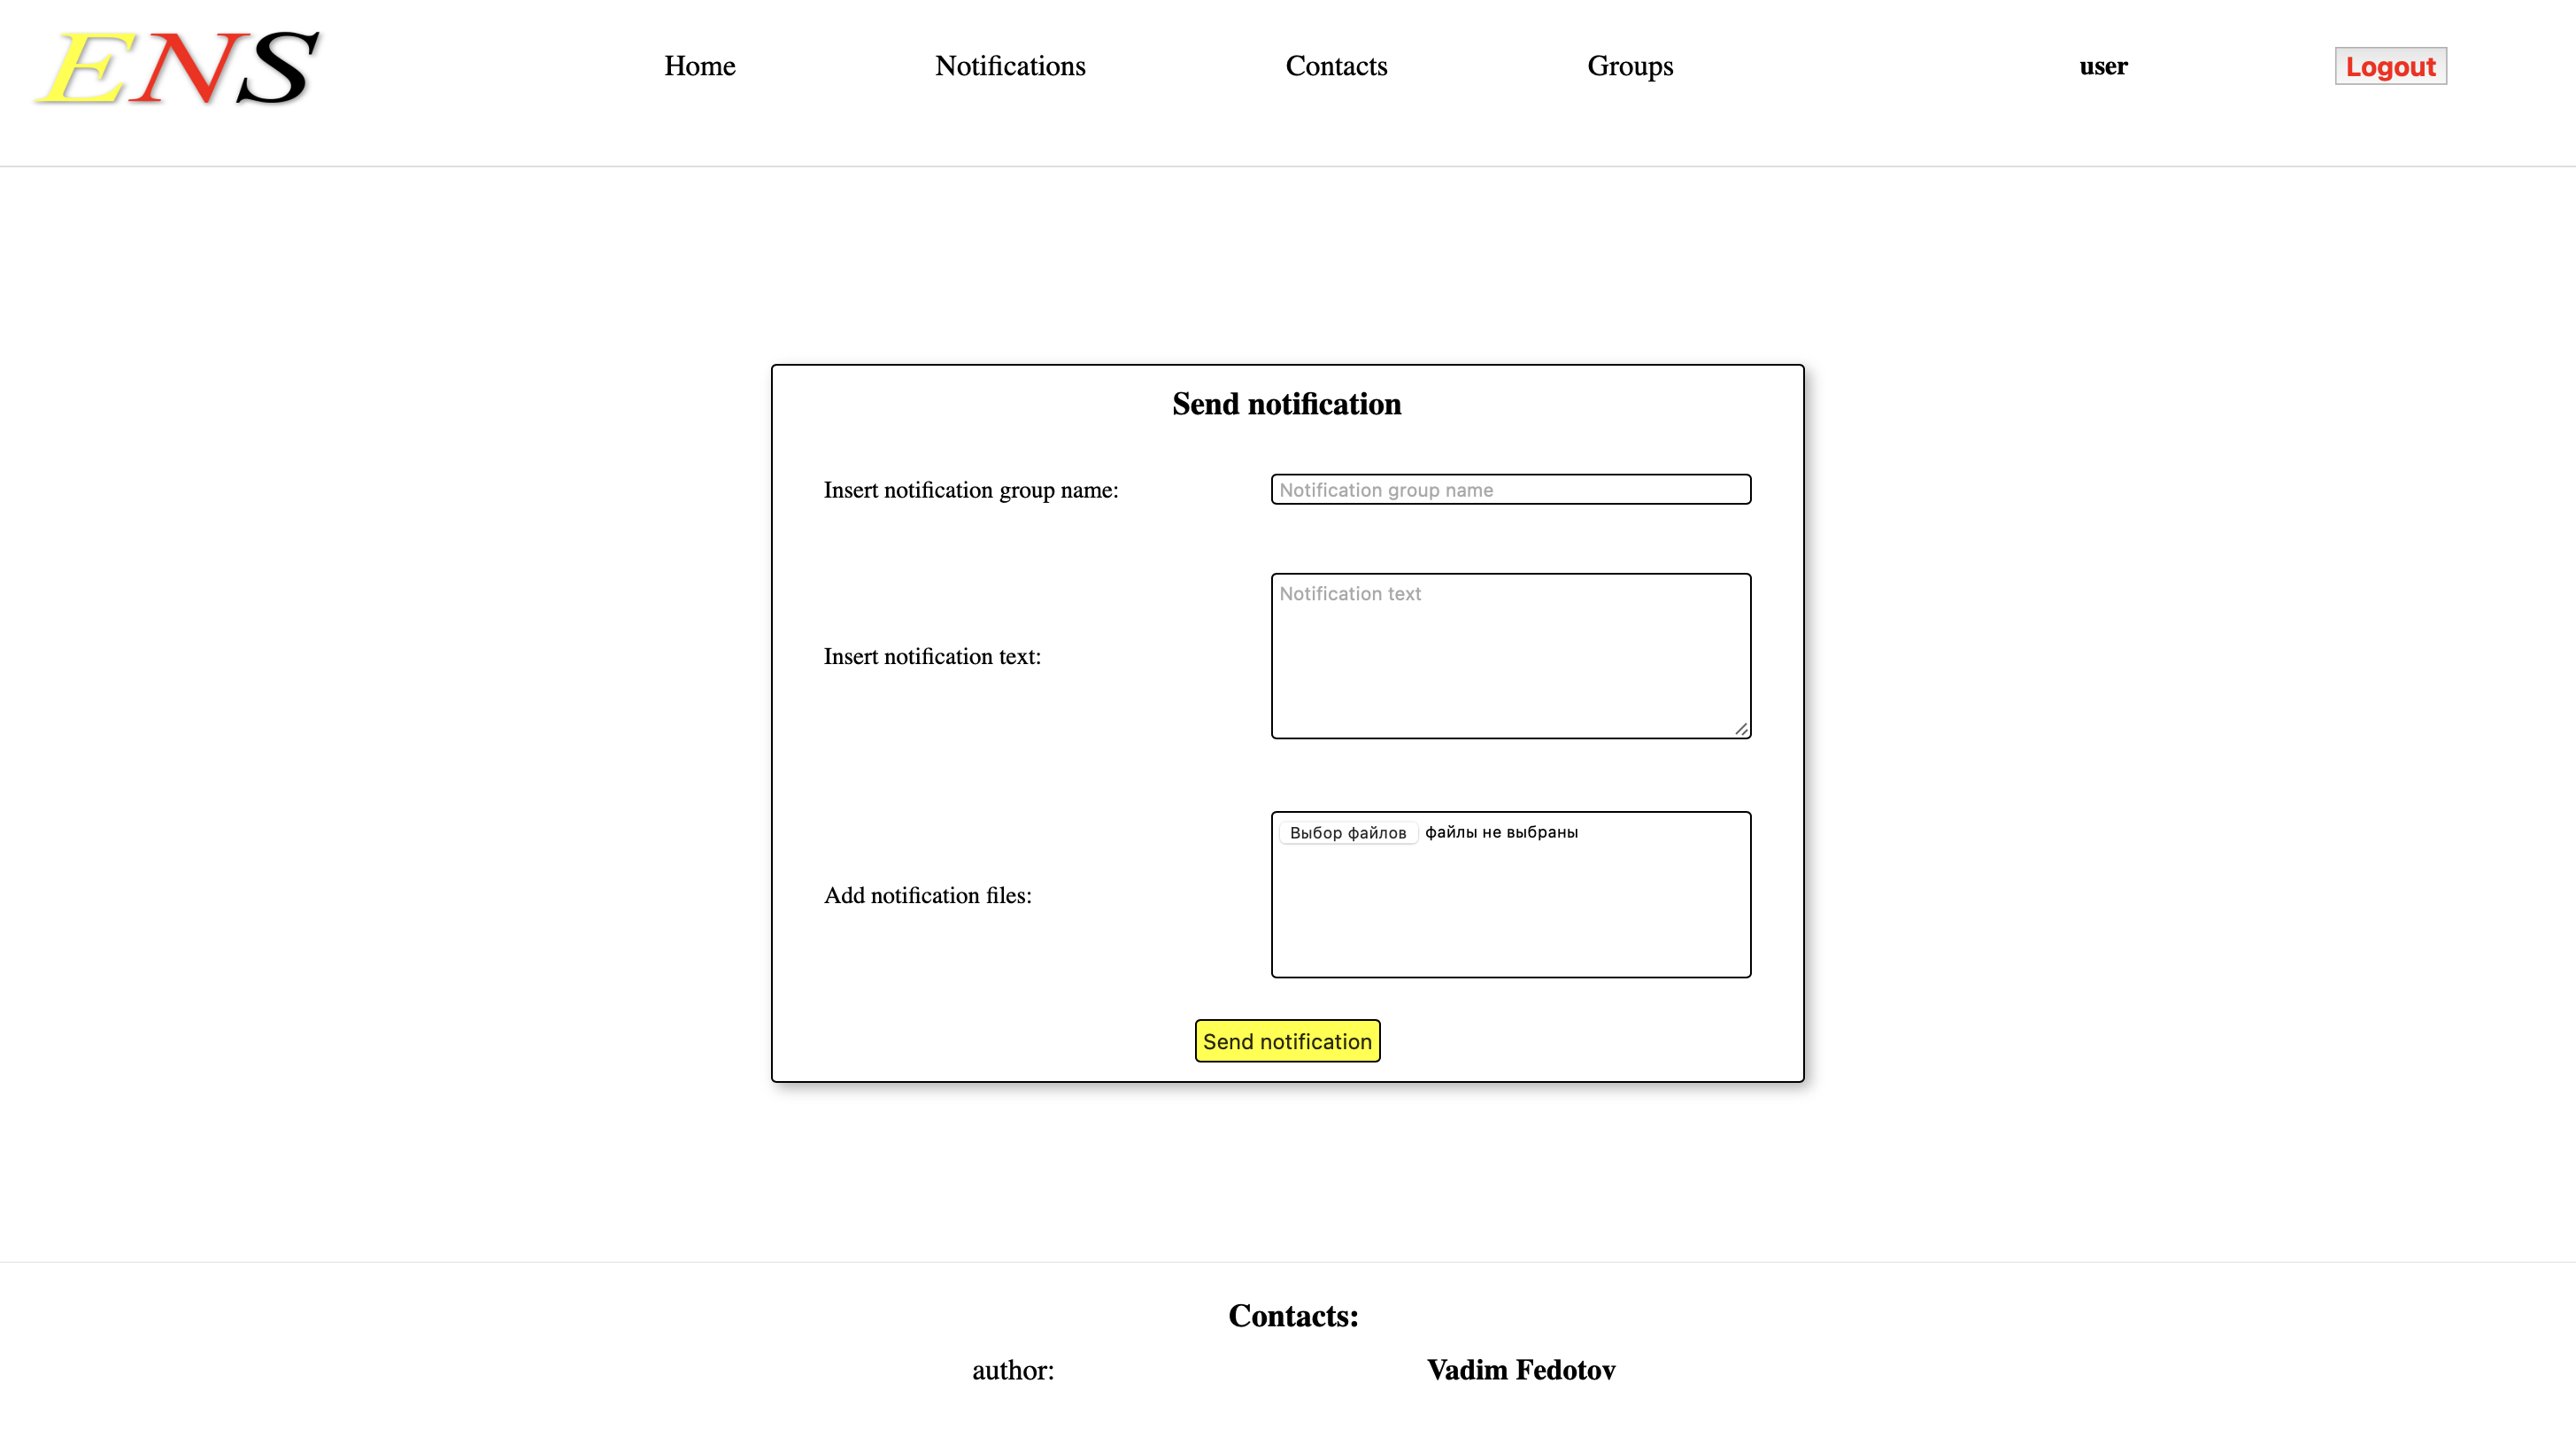 ENS Home Notifications Contacts Groups user Logout
Send notification
Insert notification group name: Notification group name
Notification text
Insert notification text:
Выбор файлов файлы не выбраны
Add notification files:
Send notification
Contacts:
author: Vadim Fedotov